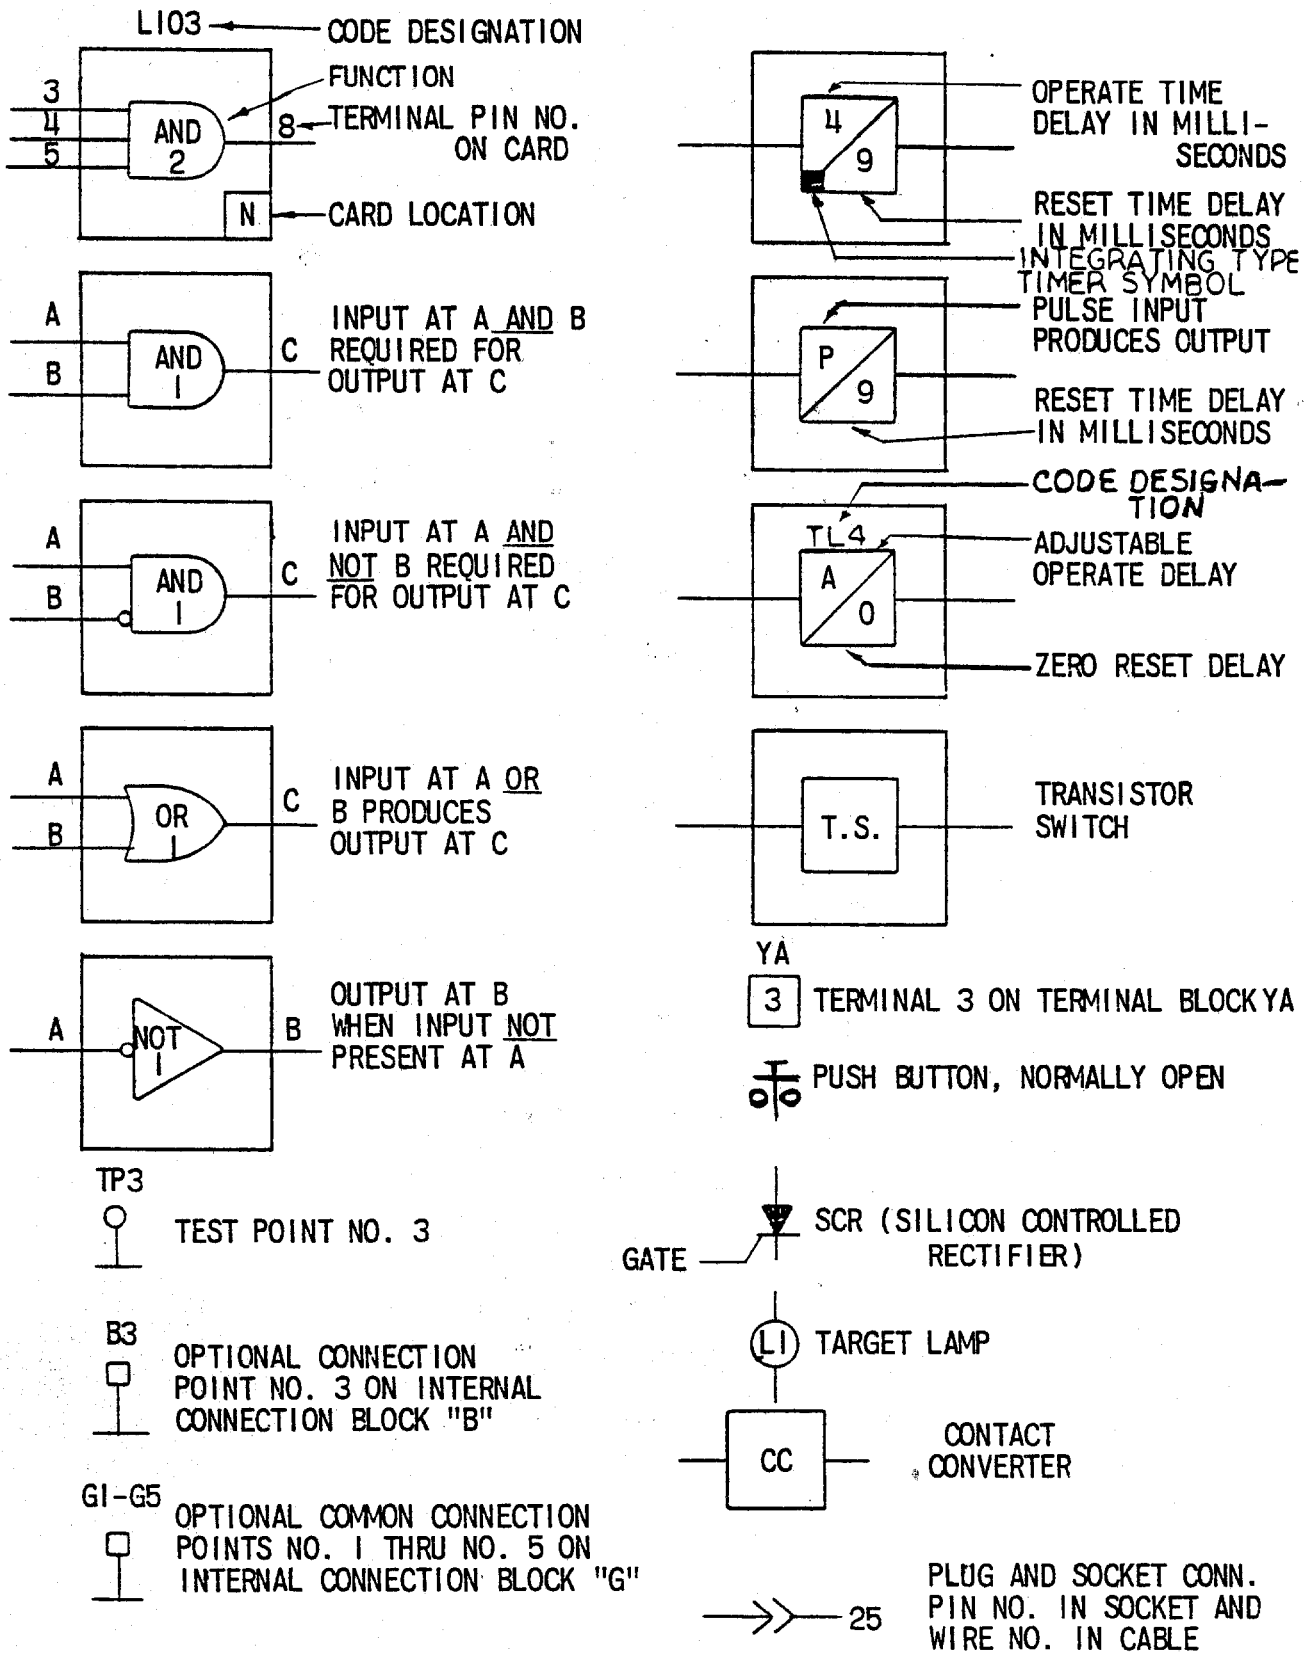 L103
CODE DESIGNATION
FUNCTION
3
4
5
AND
2
8
TERMINAL PIN NO.
ON CARD
N
CARD LOCATION
A
B
AND
1
C
INPUT AT A AND B
REQUIRED FOR
OUTPUT AT C
A
B
AND
1
C
INPUT AT A AND
NOT B REQUIRED
FOR OUTPUT AT C
A
B
OR
1
C
INPUT AT A OR
B PRODUCES
OUTPUT AT C
A
NOT
1
B
OUTPUT AT B
WHEN INPUT NOT
PRESENT AT A
TP3
TEST POINT NO. 3
B3
OPTIONAL CONNECTION
POINT NO. 3 ON INTERNAL
CONNECTION BLOCK "B"
G1-G5
OPTIONAL COMMON CONNECTION
POINTS NO. 1 THRU NO. 5 ON
INTERNAL CONNECTION BLOCK "G"
4
9
OPERATE TIME
DELAY IN MILLI-
SECONDS
RESET TIME DELAY
IN MILLISECONDS
INTEGRATING TYPE
TIMER SYMBOL
P
9
PULSE INPUT
PRODUCES OUTPUT
RESET TIME DELAY
IN MILLISECONDS
CODE DESIGNA-
TION
TL4
A
0
ADJUSTABLE
OPERATE DELAY
ZERO RESET DELAY
T.S.
TRANSISTOR
SWITCH
YA
3
TERMINAL 3 ON TERMINAL BLOCK YA
PUSH BUTTON, NORMALLY OPEN
SCR (SILICON CONTROLLED
RECTIFIER)
GATE
L1
TARGET LAMP
CC
CONTACT
CONVERTER
25
PLUG AND SOCKET CONN.
PIN NO. IN SOCKET AND
WIRE NO. IN CABLE